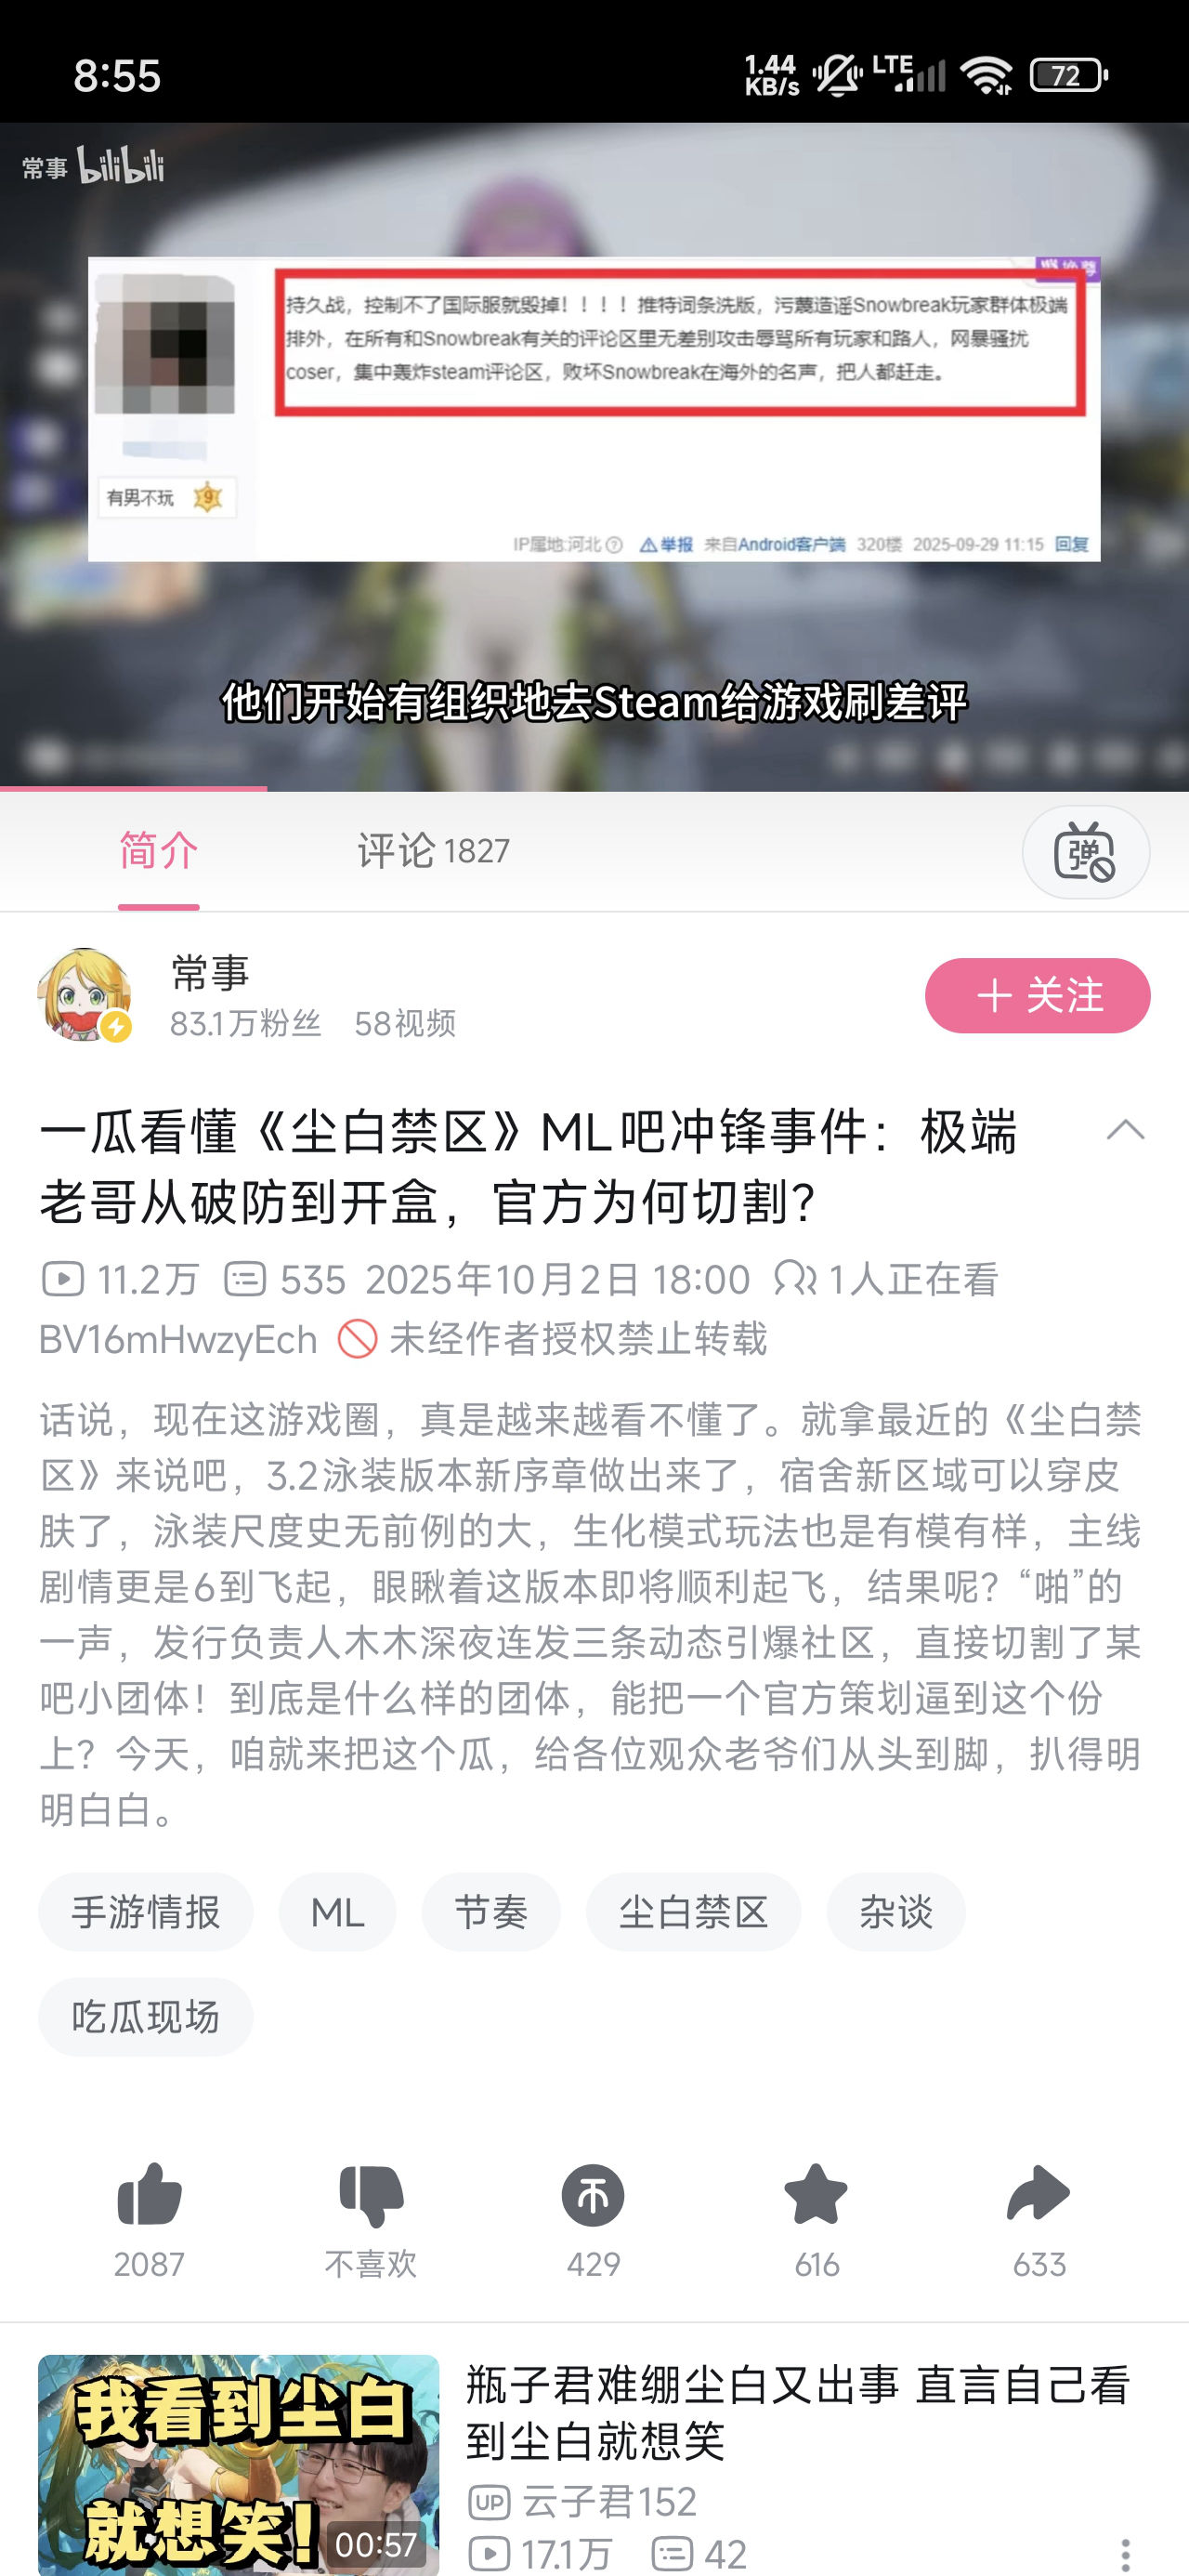 8:55
1.44
KB/s
LTE
72
常事 bilibili
持久战，控制不了国际服就毁掉！！！！推特词条洗版，污蔑造谣Snowbreak玩家群体极端
排外，在所有和Snowbreak有关的评论区里无差别攻击辱骂所有玩家和路人，网暴骚扰
coser，集中轰炸steam评论区，败坏Snowbreak在海外的名声，把人都赶走。
有男不玩 9
IP属地:河北 举报 来自Android客户端 320楼 2025-09-29 11:15 回复
他们开始有组织地去Steam给游戏刷差评
简介
评论 1827
弹
常事
83.1万粉丝 58视频
关注
一瓜看懂《尘白禁区》ML吧冲锋事件：极端
老哥从破防到开盒，官方为何切割？
11.2万 535 2025年10月2日 18:00 1人正在看
BV16mHwzyEch 未经作者授权禁止转载
话说，现在这游戏圈，真是越来越看不懂了。就拿最近的《尘白禁
区》来说吧，3.2泳装版本新序章做出来了，宿舍新区域可以穿皮
肤了，泳装尺度史无前例的大，生化模式玩法也是有模有样，主线
剧情更是6到飞起，眼瞅着这版本即将顺利起飞，结果呢？“啪”的
一声，发行负责人木木深夜连发三条动态引爆社区，直接切割了某
吧小团体！到底是什么样的团体，能把一个官方策划逼到这个份
上？今天，咱就来把这个瓜，给各位观众老爷们从头到脚，扒得明
明白白。
手游情报 ML 节奏 尘白禁区 杂谈
吃瓜现场
2087 不喜欢 429 616 633
我看到尘白
就想笑!
00:57
瓶子君难绷尘白又出事 直言自己看
到尘白就想笑
UP 云子君152
17.1万 42